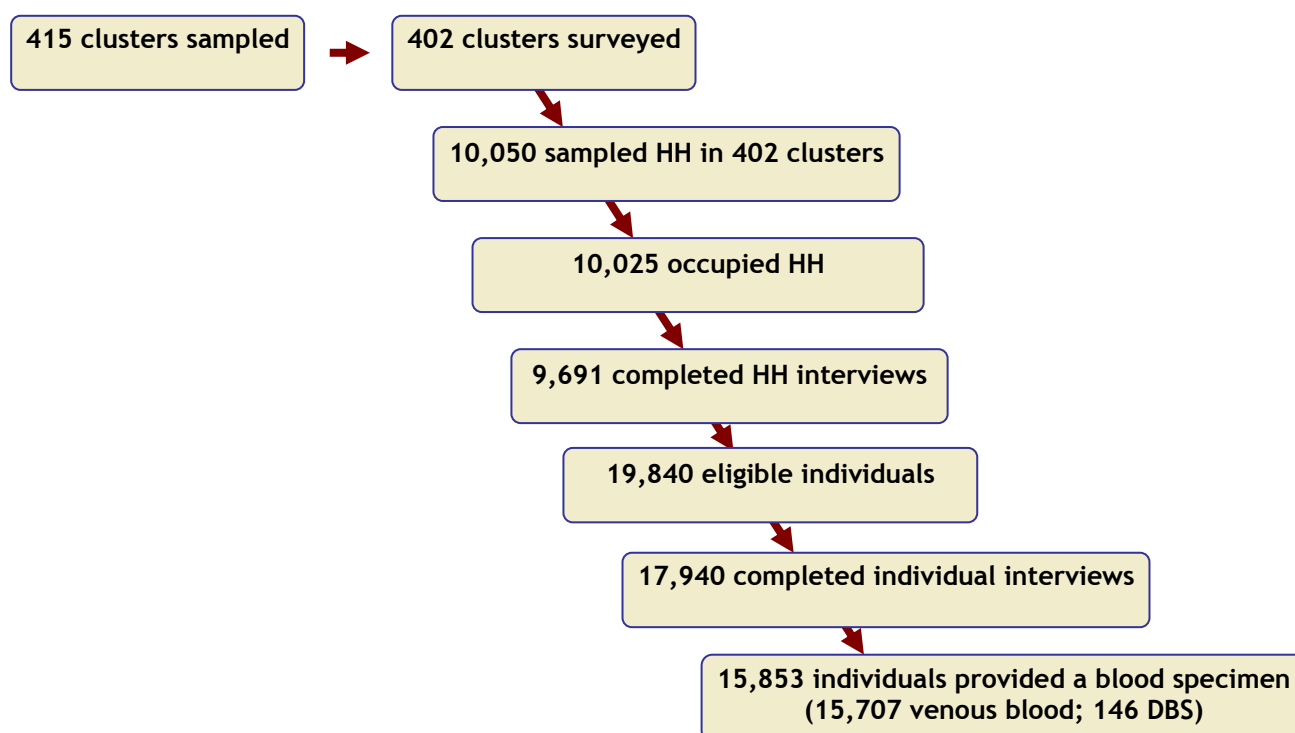 415 clusters sampled
402 clusters surveyed
10,050 sampled HH in 402 clusters
10,025 occupied HH
9,691 completed HH interviews
19,840 eligible individuals
17,940 completed individual interviews
15,853 individuals provided a blood specimen
(15,707 venous blood; 146 DBS)